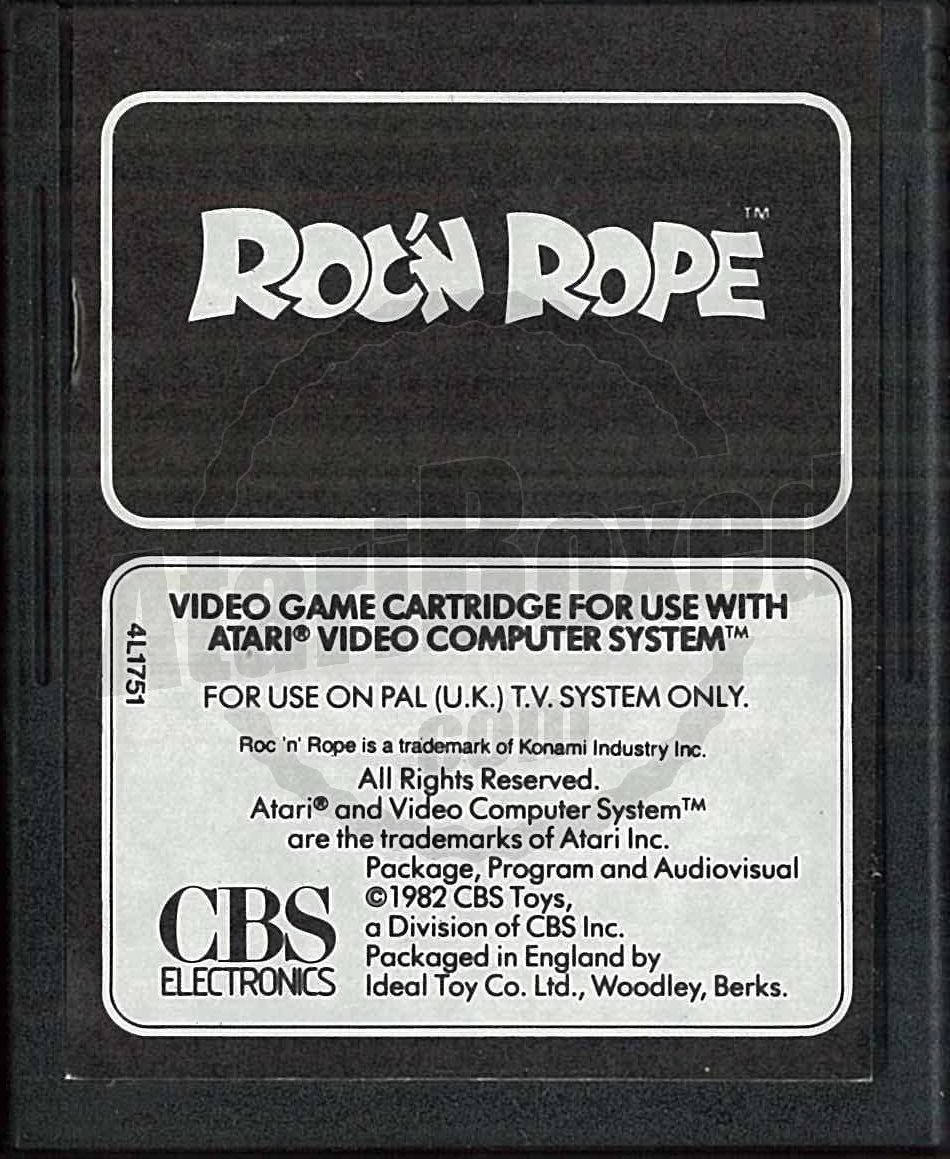 ROC'N ROPE™
VIDEO GAME CARTRIDGE FOR USE WITH
ATARI® VIDEO COMPUTER SYSTEM™
4L1751
FOR USE ON PAL (U.K.) T.V. SYSTEM ONLY.
Roc 'n' Rope is a trademark of Konami Industry Inc.
All Rights Reserved.
Atari® and Video Computer System™
are the trademarks of Atari Inc.
Package, Program and Audiovisual
©1982 CBS Toys,
a Division of CBS Inc.
Packaged in England by
Ideal Toy Co. Ltd., Woodley, Berks.
CBS
ELECTRONICS
AtariBoxed
.com